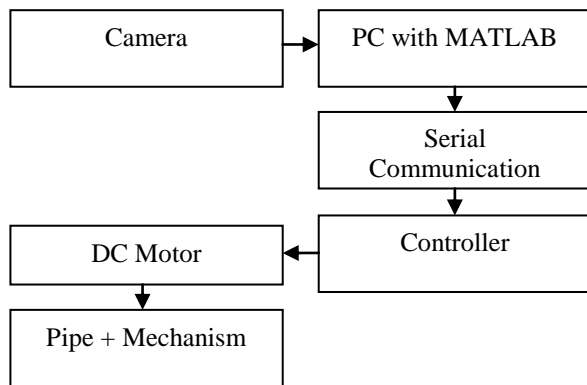 Camera
PC with MATLAB
Serial
Communication
Controller
DC Motor
Pipe + Mechanism